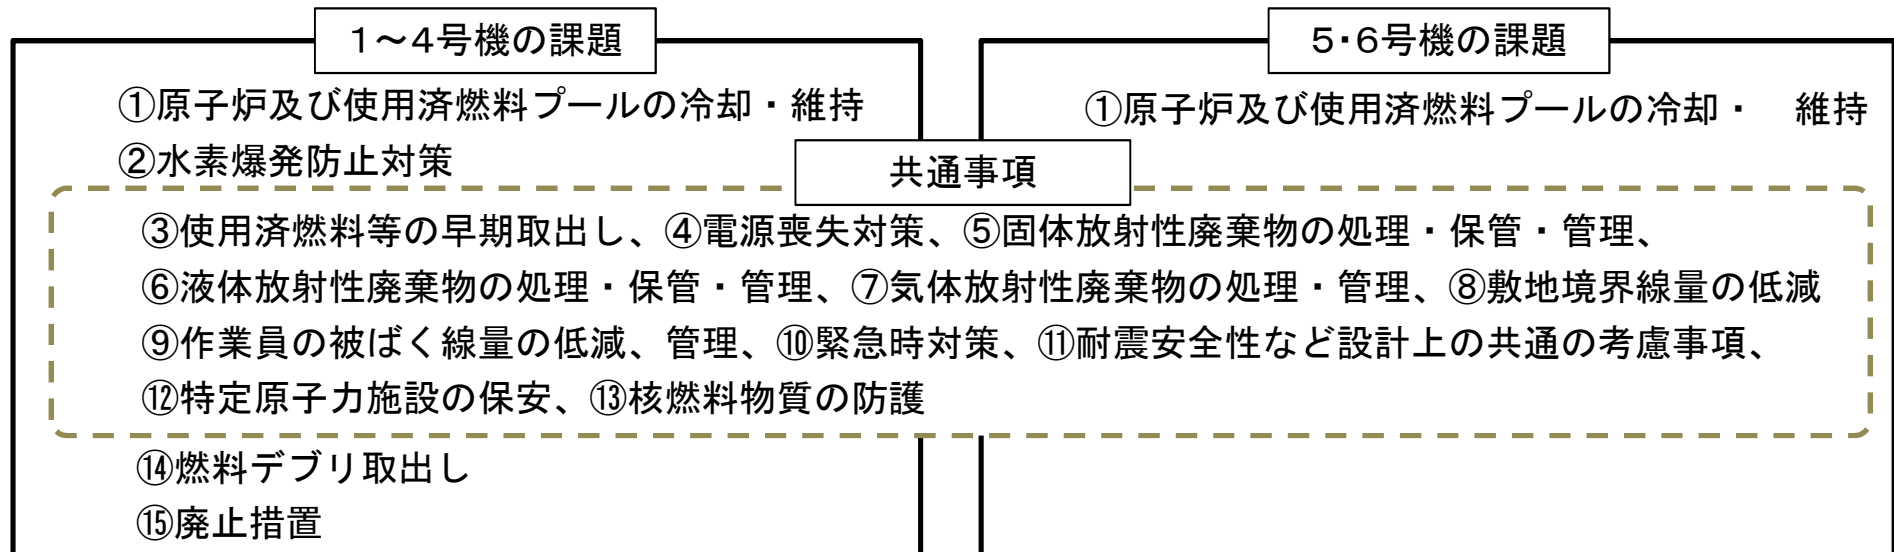 1~4号機の課題
①原子炉及び使用済燃料プールの冷却・維持
②水素爆発防止対策
5・6号機の課題
①原子炉及び使用済燃料プールの冷却・　維持
共通事項
③使用済燃料等の早期取出し、④電源喪失対策、⑤固体放射性廃棄物の処理・保管・管理、
⑥液体放射性廃棄物の処理・保管・管理、⑦気体放射性廃棄物の処理・管理、⑧敷地境界線量の低減
⑨作業員の被ばく線量の低減、管理、⑩緊急時対策、⑪耐震安全性など設計上の共通の考慮事項、
⑫特定原子力施設の保安、⑬核燃料物質の防護
⑭燃料デブリ取出し
⑮廃止措置